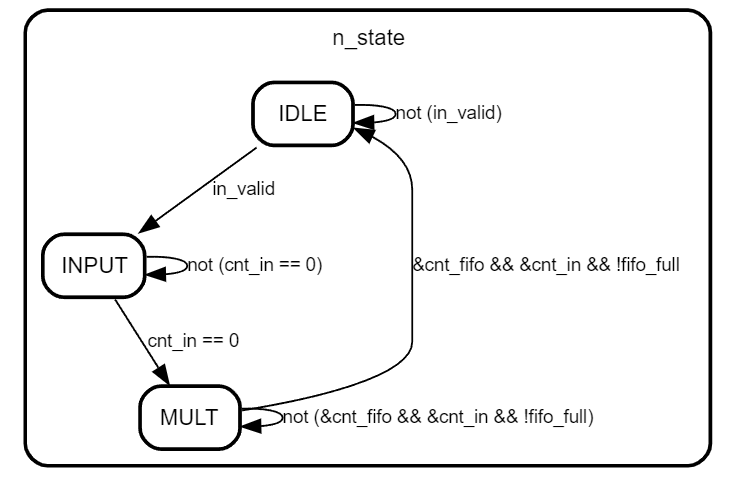 n_state
IDLE
not (in_valid)
in_valid
INPUT
not (cnt_in == 0)
&cnt_fifo && &cnt_in && !fifo_full
cnt_in == 0
MULT
not (&cnt_fifo && &cnt_in && !fifo_full)